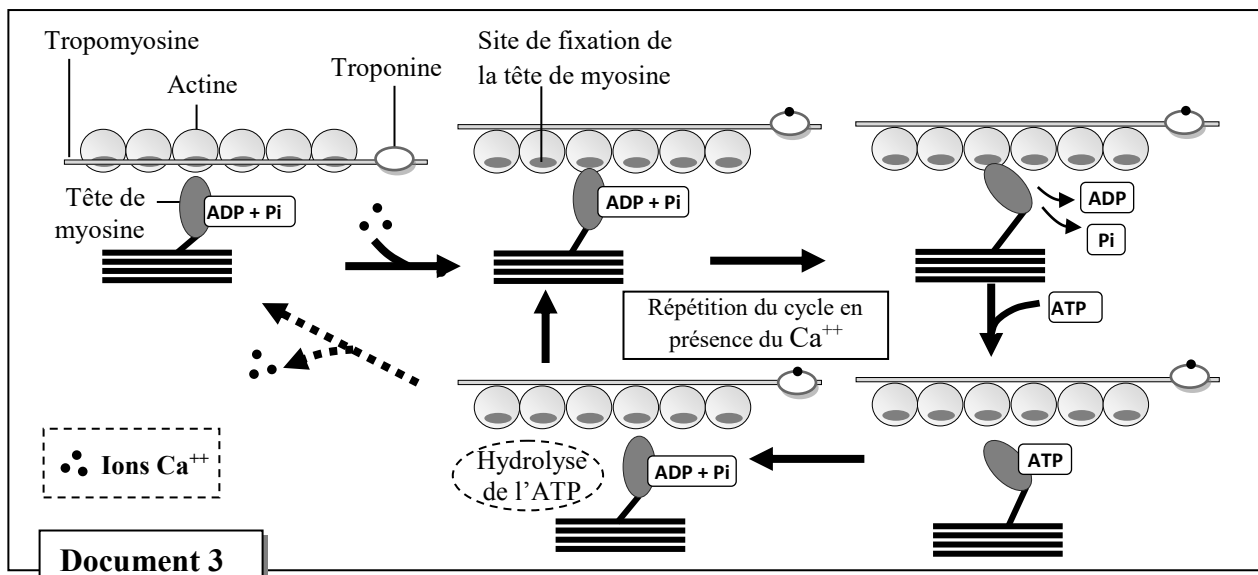 Tropomyosine
Actine
Troponine
Site de fixation de
la tête de myosine
Tête de
myosine
ADP + Pi
ADP + Pi
ADP
Pi
Répétition du cycle en
présence du Ca⁺⁺
ATP
Ions Ca⁺⁺
Hydrolyse
de l'ATP
ADP + Pi
ATP
Document 3